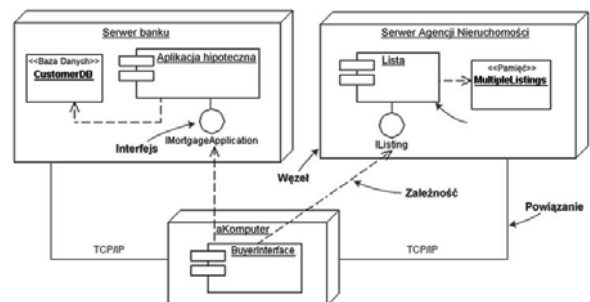 Serwer banku
Serwer Agencji Nieruchomości
<<Baza Danych>>
CustomerDB
Aplikacja hipoteczna
Lista
<<Pamięć>>
MultipleListings
Interfejs
IMortgageApplication
IListing
Węzeł
Zależność
Powiązanie
aKomputer
BuyerInterface
TCP/IP
TCP/IP